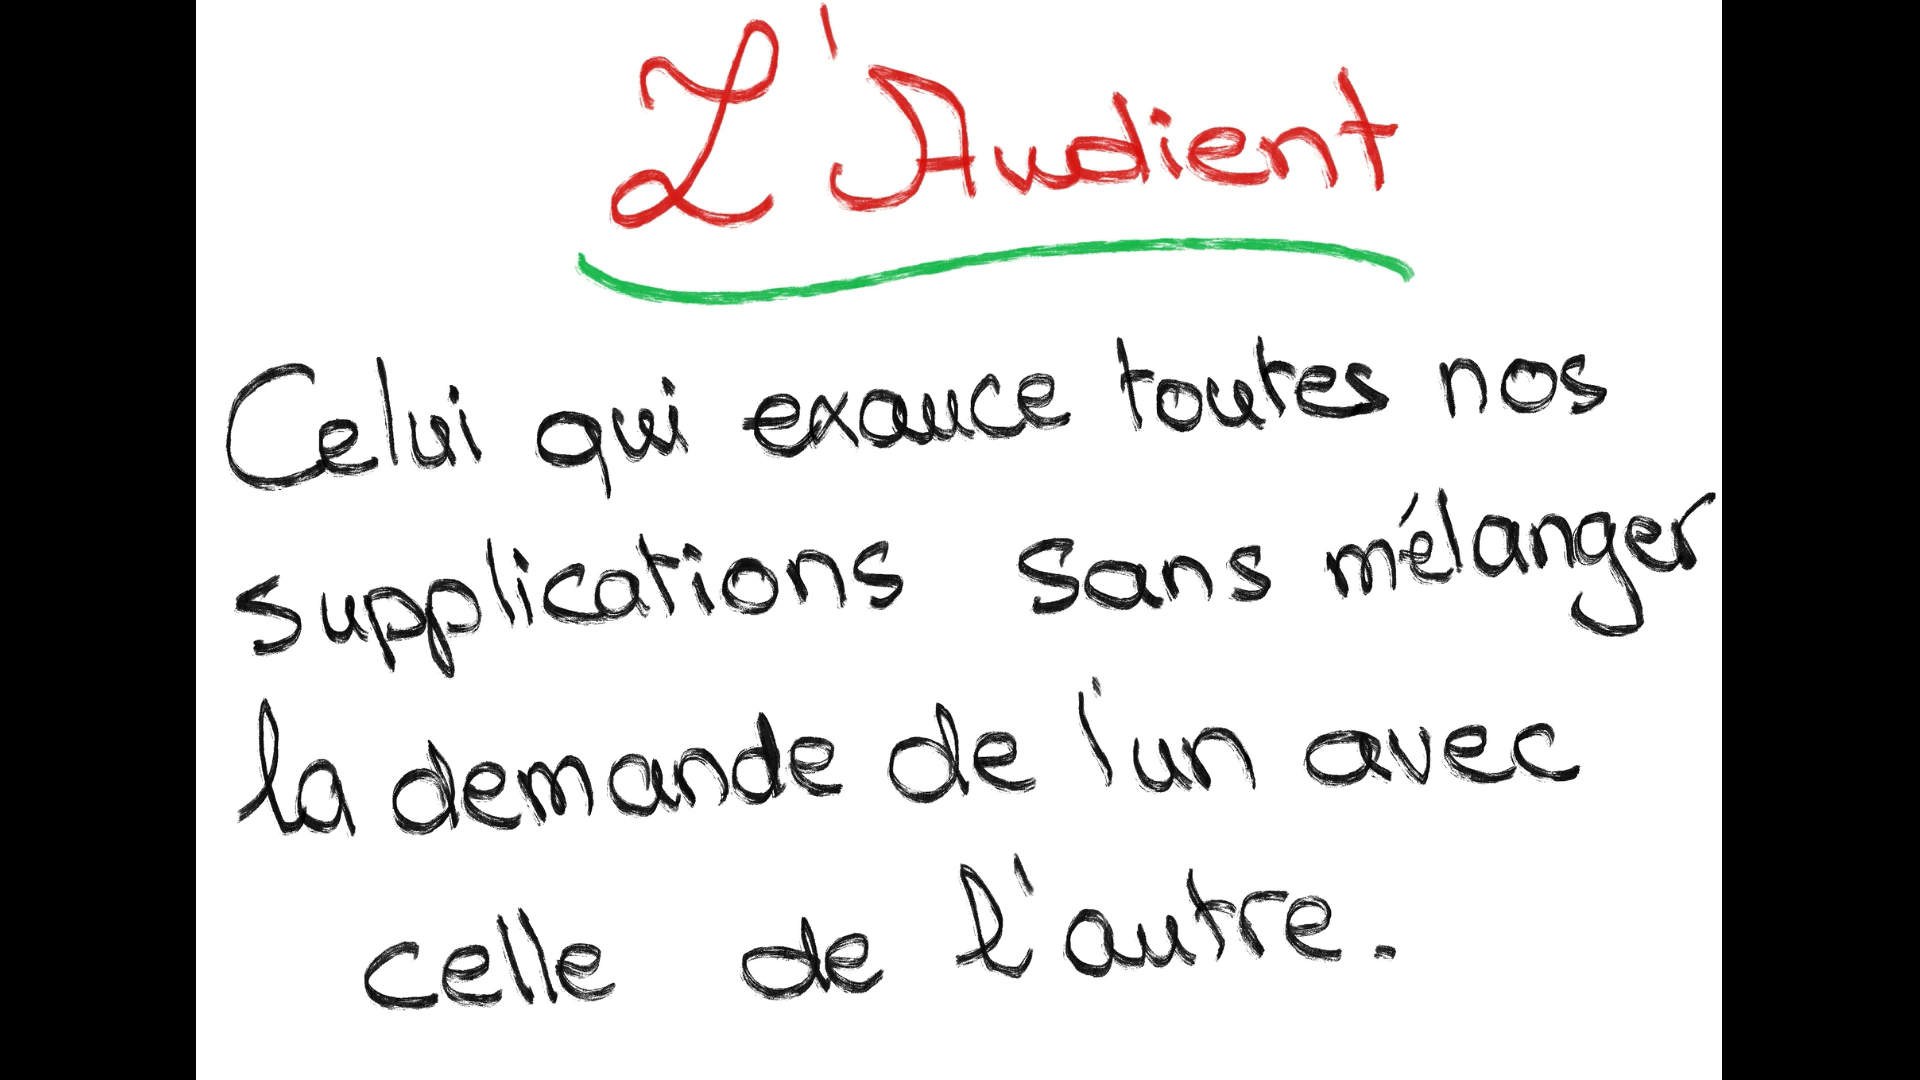 L'Audient
Celui qui exauce toutes nos
supplications sans mélanger
la demande de l'un avec
celle de l'autre.